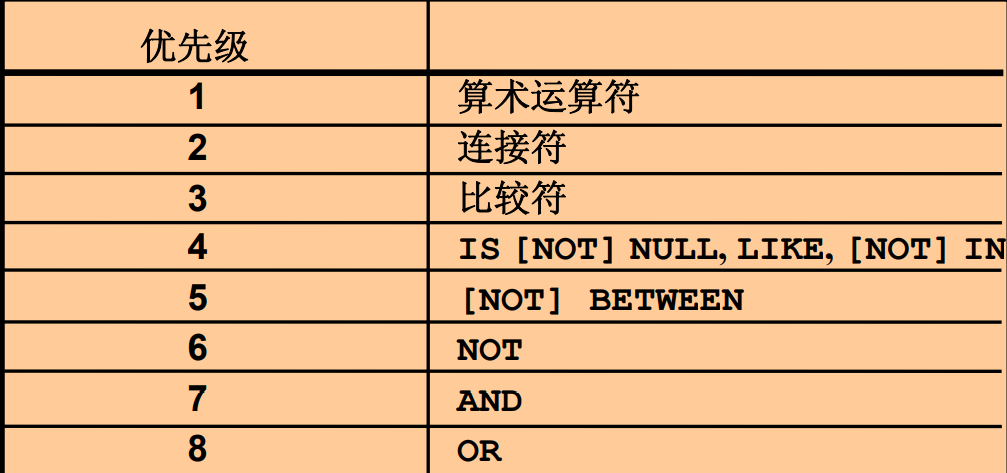 优先级
1 算术运算符
2 连接符
3 比较符
4 IS [NOT] NULL, LIKE, [NOT] IN
5 [NOT] BETWEEN
6 NOT
7 AND
8 OR